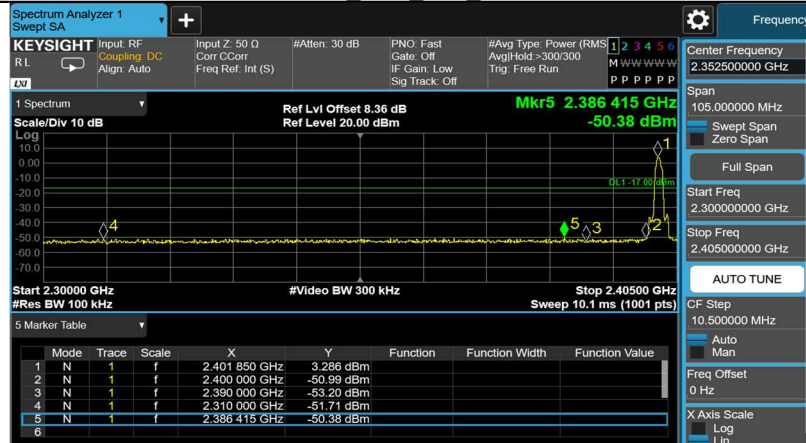 Spectrum Analyzer 1
Swept SA
Frequency
KEYSIGHT
R L
LXI
Input: RF
Coupling: DC
Align: Auto
Input Z: 50 Ω
Corr CCorr
Freq Ref: Int (S)
#Atten: 30 dB
PNO: Fast
Gate: Off
IF Gain: Low
Sig Track: Off
#Avg Type: Power (RMS
Avg|Hold:>300/300
Trig: Free Run
1 2 3 4 5 6
M W W W W W
P P P P P P
1 Spectrum
Scale/Div 10 dB
Log
Ref Lvl Offset 8.36 dB
Ref Level 20.00 dBm
Mkr5 2.386 415 GHz
-50.38 dBm
10.0
0.00
-10.0
-20.0
-30.0
-40.0
-50.0
-60.0
-70.0
DL1 -17.00 dBm
1
4
5
3
2
Start 2.30000 GHz
#Res BW 100 kHz
#Video BW 300 kHz
Stop 2.40500 GHz
Sweep 10.1 ms (1001 pts)
5 Marker Table
Mode Trace Scale X Y Function Function Width Function Value
1 N 1 f 2.401 850 GHz 3.286 dBm
2 N 1 f 2.400 000 GHz -50.99 dBm
3 N 1 f 2.390 000 GHz -53.20 dBm
4 N 1 f 2.310 000 GHz -51.71 dBm
5 N 1 f 2.386 415 GHz -50.38 dBm
6
Center Frequency
2.352500000 GHz
Span
105.000000 MHz
Swept Span
Zero Span
Full Span
Start Freq
2.300000000 GHz
Stop Freq
2.405000000 GHz
AUTO TUNE
CF Step
10.500000 MHz
Auto
Man
Freq Offset
0 Hz
X Axis Scale
Log
Lin